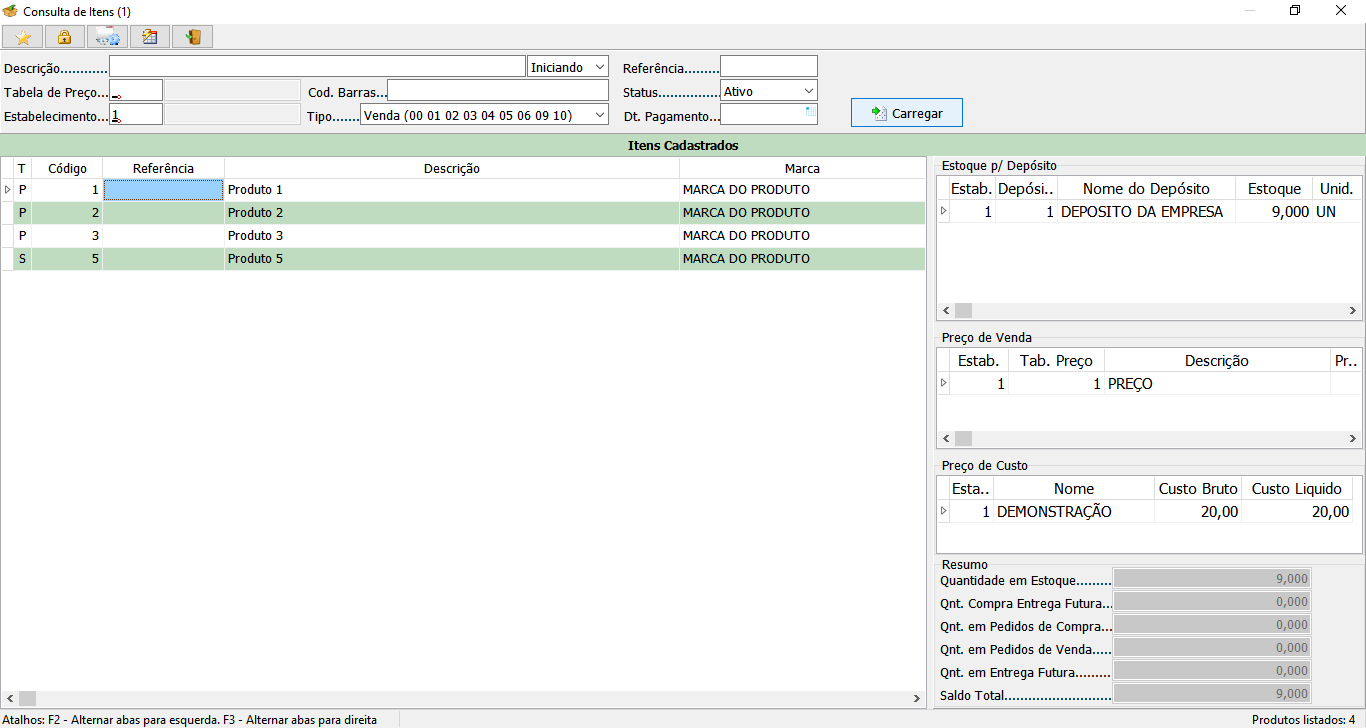 Consulta de Itens (1)
Descrição............ Iniciando Referência.........
Tabela de Preço... Cod. Barras... Status............... Ativo
Estabelecimento... 1 Tipo....... Venda (00 01 02 03 04 05 06 09 10) Dt. Pagamento... Carregar
Itens Cadastrados
T Código Referência Descrição Marca
P 1 Produto 1 MARCA DO PRODUTO
P 2 Produto 2 MARCA DO PRODUTO
P 3 Produto 3 MARCA DO PRODUTO
S 5 Produto 5 MARCA DO PRODUTO
Estoque p/ Depósito
Estab. Depósi.. Nome do Depósito Estoque Unid.
1 1 DEPOSITO DA EMPRESA 9,000 UN
Preço de Venda
Estab. Tab. Preço Descrição Pr..
1 1 PREÇO
Preço de Custo
Esta.. Nome Custo Bruto Custo Liquido
1 DEMONSTRAÇÃO 20,00 20,00
Resumo
Quantidade em Estoque......... 9,000
Qnt. Compra Entrega Futura... 0,000
Qnt. em Pedidos de Compra... 0,000
Qnt. em Pedidos de Venda..... 0,000
Qnt. em Entrega Futura......... 0,000
Saldo Total........................... 9,000
Atalhos: F2 - Alternar abas para esquerda. F3 - Alternar abas para direita Produtos listados: 4